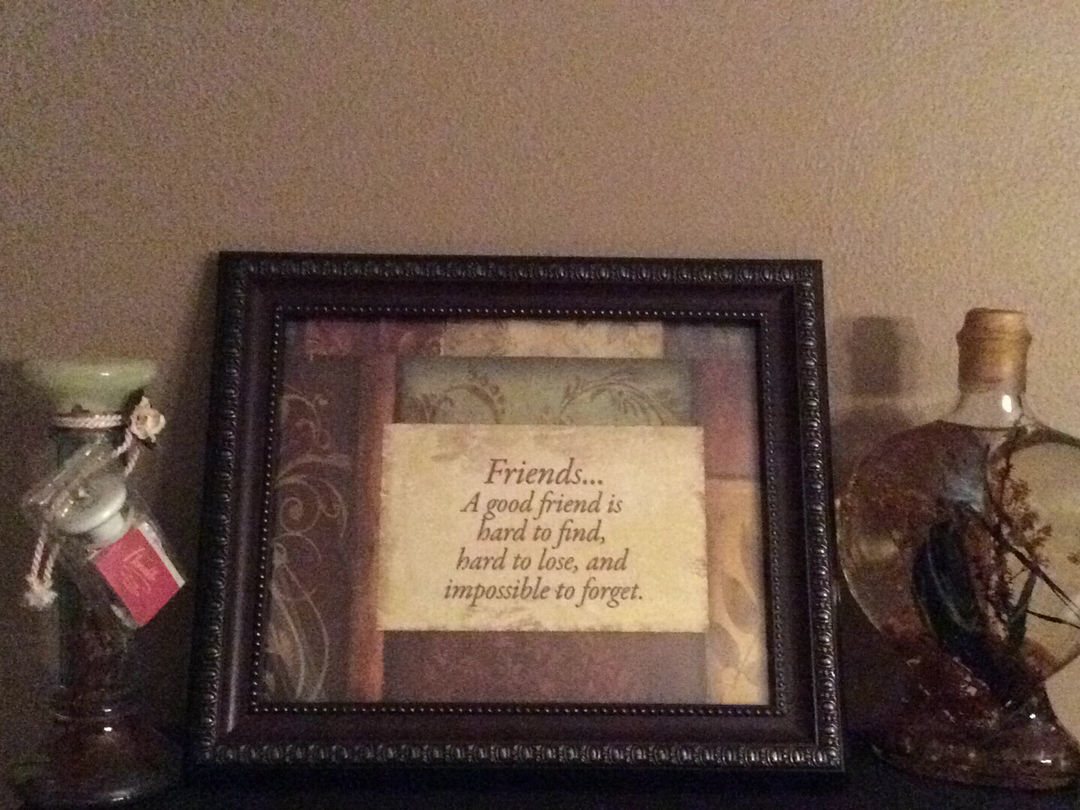 Friends...
A good friend is
hard to find,
hard to lose, and
impossible to forget.